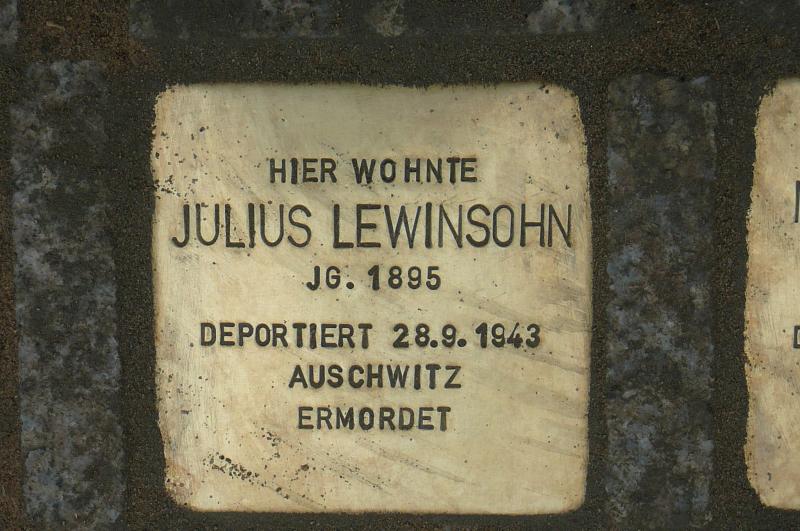 HIER WOHNTE
JULIUS LEWINSOHN
JG. 1895
DEPORTIERT 28.9.1943
AUSCHWITZ
ERMORDET